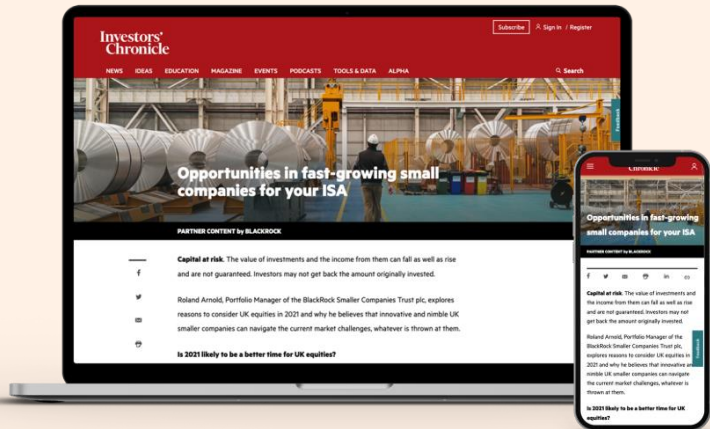 Investors'
Chronicle
Subscribe
Sign In / Register
NEWS IDEAS EDUCATION MAGAZINE EVENTS PODCASTS TOOLS & DATA ALPHA
Search
Feedback
Opportunities in fast-growing small
companies for your ISA
PARTNER CONTENT by BLACKROCK
Capital at risk. The value of investments and the income from them can fall as well as rise
and are not guaranteed. Investors may not get back the amount originally invested.
Roland Arnold, Portfolio Manager of the BlackRock Smaller Companies Trust plc, explores
reasons to consider UK equities in 2021 and why he believes that innovative and nimble UK
smaller companies can navigate the current market challenges, whatever is thrown at them.
Is 2021 likely to be a better time for UK equities?
Chronicle
Opportunities in fast-growing
small companies for your ISA
PARTNER CONTENT by BLACKROCK
Capital at risk. The value of investments and
the income from them can fall as well as rise
and are not guaranteed. Investors may not
get back the amount originally invested.
Roland Arnold, Portfolio Manager of the
BlackRock Smaller Companies Trust plc,
explores reasons to consider UK equities in
2021 and why he believes that innovative and
nimble UK smaller companies can navigate
the current market challenges, whatever is
thrown at them.
Feedback
Is 2021 likely to be a better time for UK
equities?